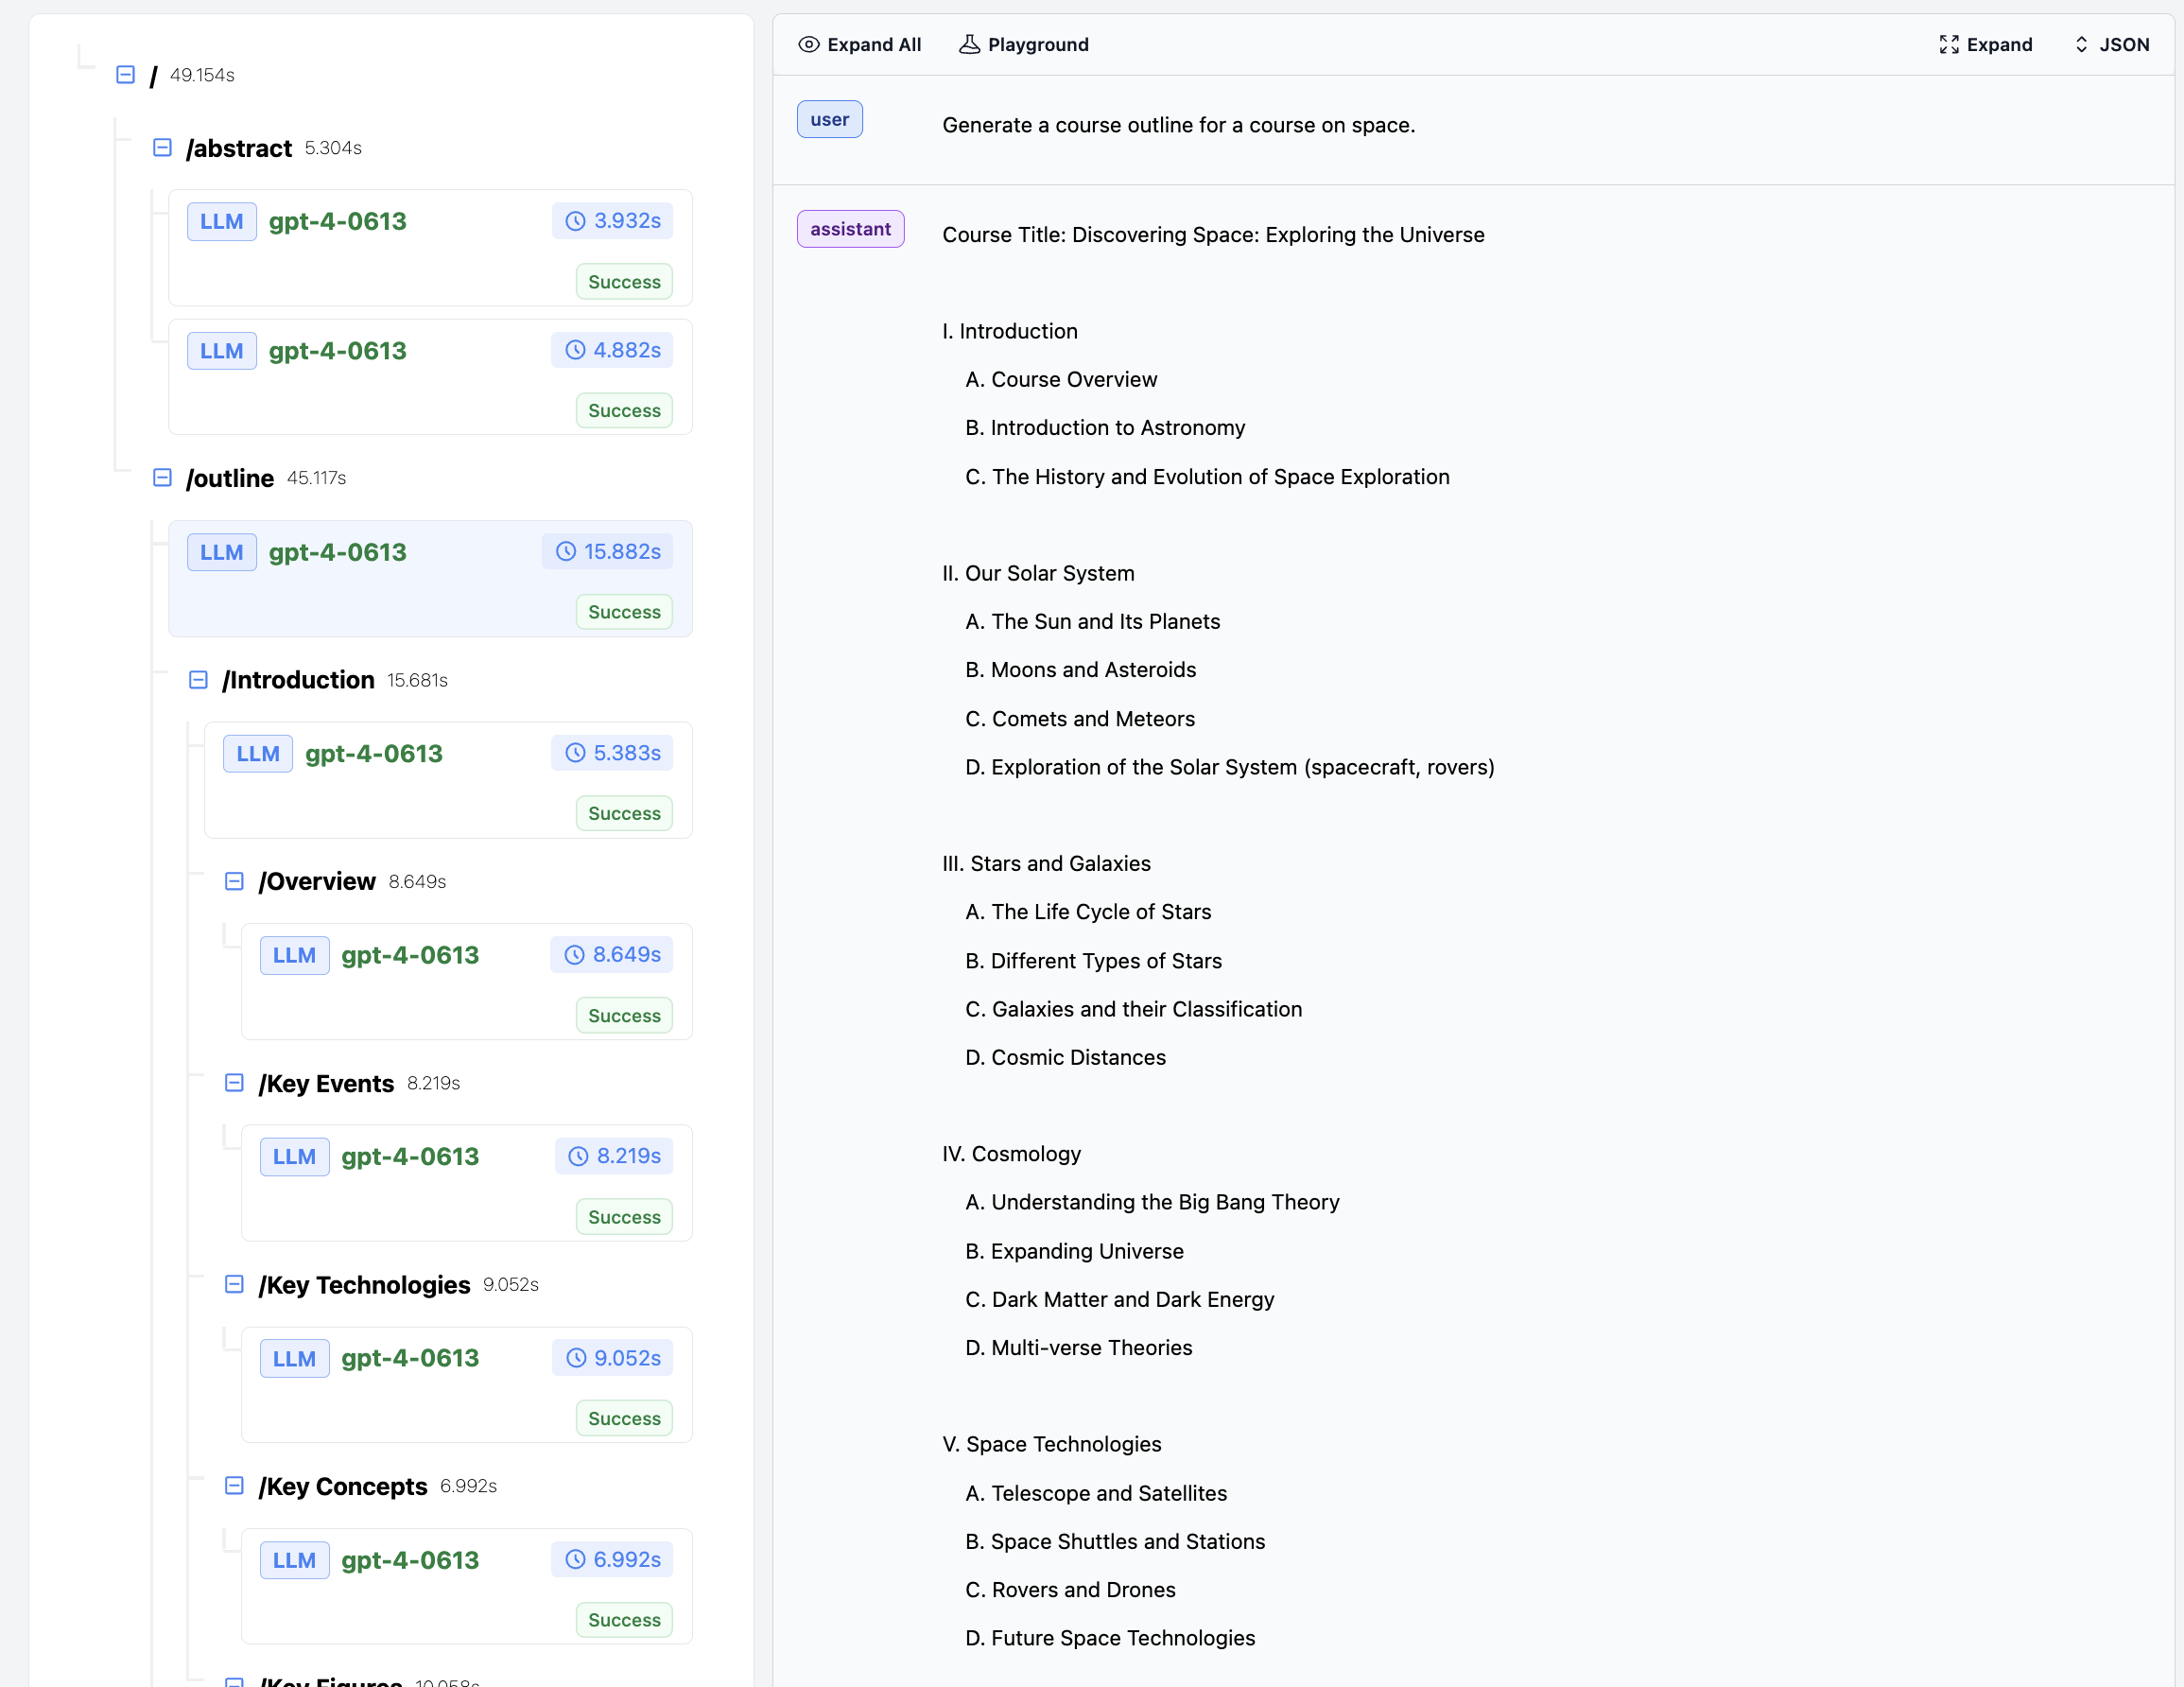 / 49.154s
/abstract 5.304s
LLM gpt-4-0613 3.932s
Success
LLM gpt-4-0613 4.882s
Success
/outline 45.117s
LLM gpt-4-0613 15.882s
Success
/Introduction 15.681s
LLM gpt-4-0613 5.383s
Success
/Overview 8.649s
LLM gpt-4-0613 8.649s
Success
/Key Events 8.219s
LLM gpt-4-0613 8.219s
Success
/Key Technologies 9.052s
LLM gpt-4-0613 9.052s
Success
/Key Concepts 6.992s
LLM gpt-4-0613 6.992s
Success
/Key Figures 10.058s
Expand All Playground Expand JSON
user Generate a course outline for a course on space.
assistant Course Title: Discovering Space: Exploring the Universe
I. Introduction
A. Course Overview
B. Introduction to Astronomy
C. The History and Evolution of Space Exploration
II. Our Solar System
A. The Sun and Its Planets
B. Moons and Asteroids
C. Comets and Meteors
D. Exploration of the Solar System (spacecraft, rovers)
III. Stars and Galaxies
A. The Life Cycle of Stars
B. Different Types of Stars
C. Galaxies and their Classification
D. Cosmic Distances
IV. Cosmology
A. Understanding the Big Bang Theory
B. Expanding Universe
C. Dark Matter and Dark Energy
D. Multi-verse Theories
V. Space Technologies
A. Telescope and Satellites
B. Space Shuttles and Stations
C. Rovers and Drones
D. Future Space Technologies